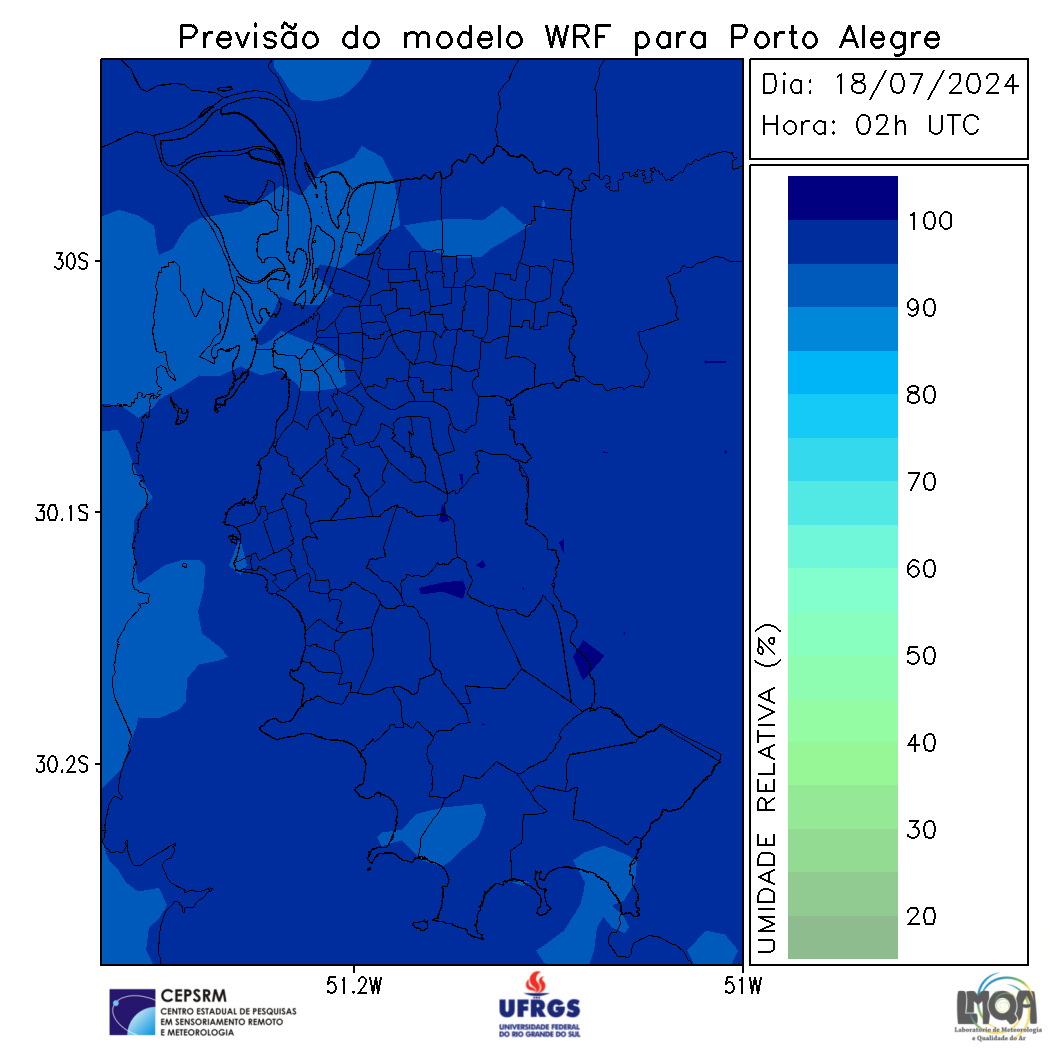 Previsão do modelo WRF para Porto Alegre
Dia: 18/07/2024
Hora: 02h UTC
100
90
80
70
60
50
40
30
20
UMIDADE RELATIVA (%)
30S
30.1S
30.2S
51.2W
51W
CEPSRM
CENTRO ESTADUAL DE PESQUISAS
EM SENSORIAMENTO REMOTO
E METEOROLOGIA
UFRGS
UNIVERSIDADE FEDERAL
DO RIO GRANDE DO SUL
LMQA
Laboratório de Meteorologia
e Qualidade do Ar